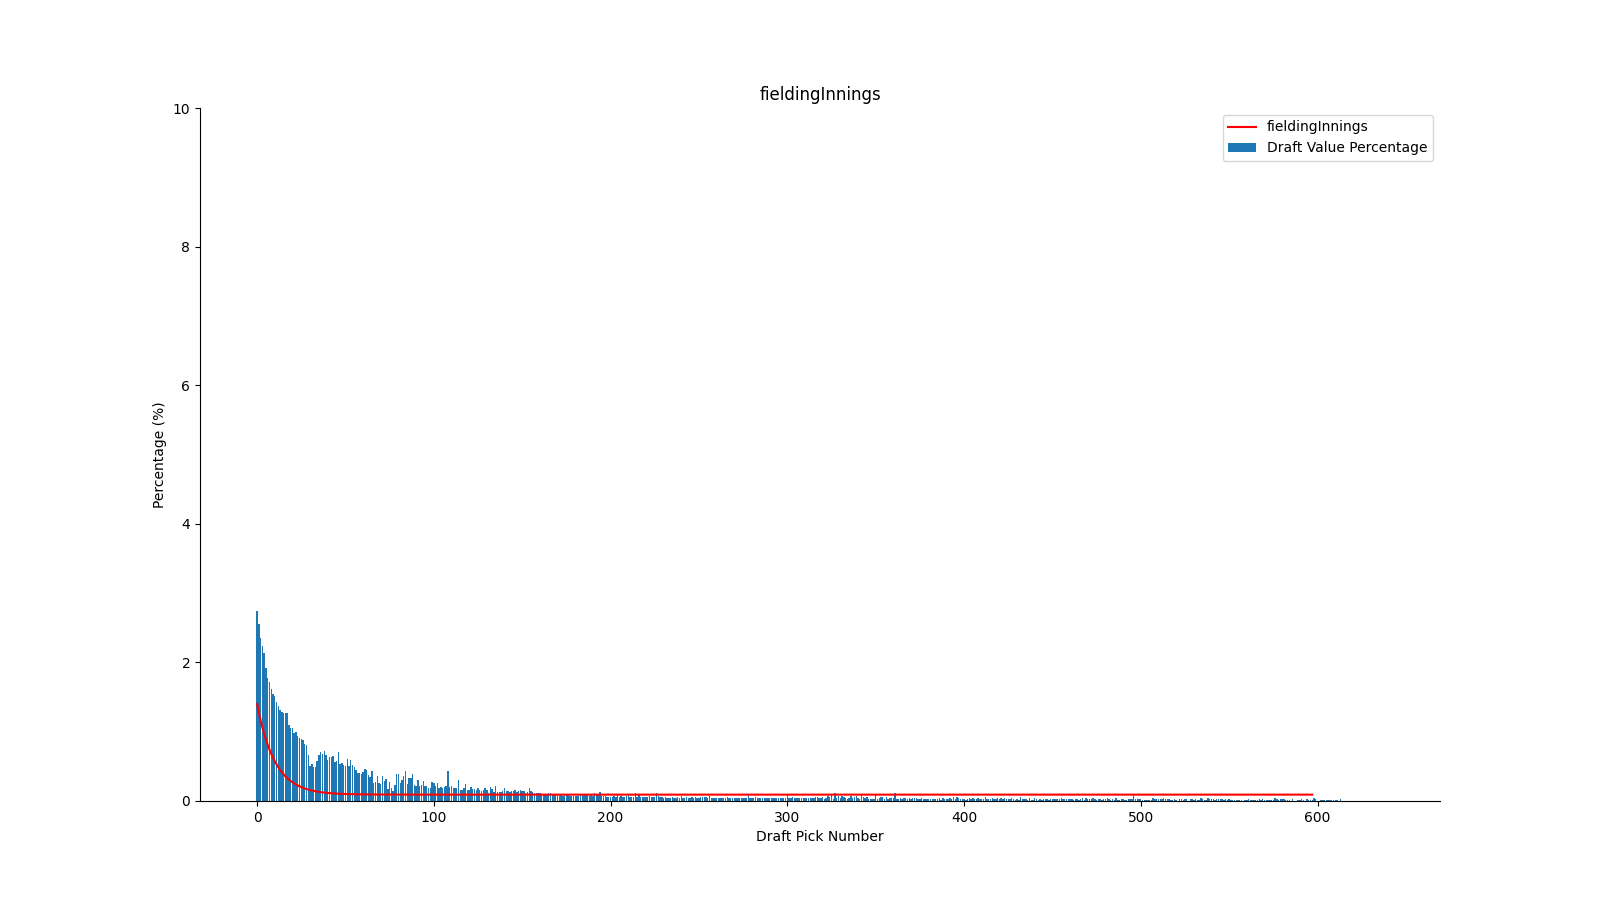 fieldingInnings
fieldingInnings
Draft Value Percentage
10
8
6
4
2
0
Percentage (%)
0 100 200 300 400 500 600
Draft Pick Number